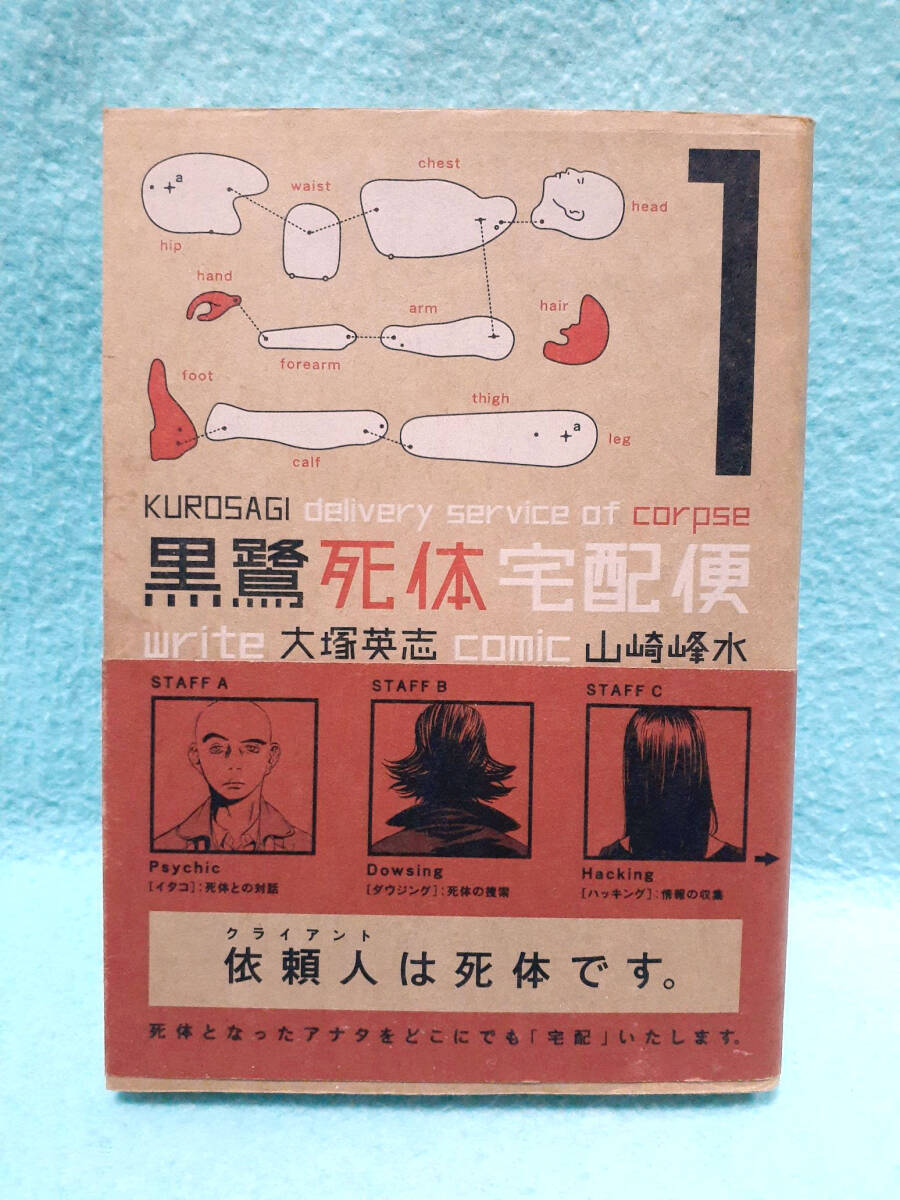 1
chest
waist
a
head
hip
hand
arm
hair
forearm
foot
thigh
a
leg
calf
KUROSAGI delivery service of corpse
黒鷺死体宅配便
write 大塚英志 comic 山崎峰水
STAFF A
STAFF B
STAFF C
Psychic
[イタコ]:死体との対話
Dowsing
[ダウジング]:死体の捜索
Hacking
[ハッキング]:情報の収集
クライアント
依頼人は死体です。
死体となったアナタをどこにでも「宅配」いたします。